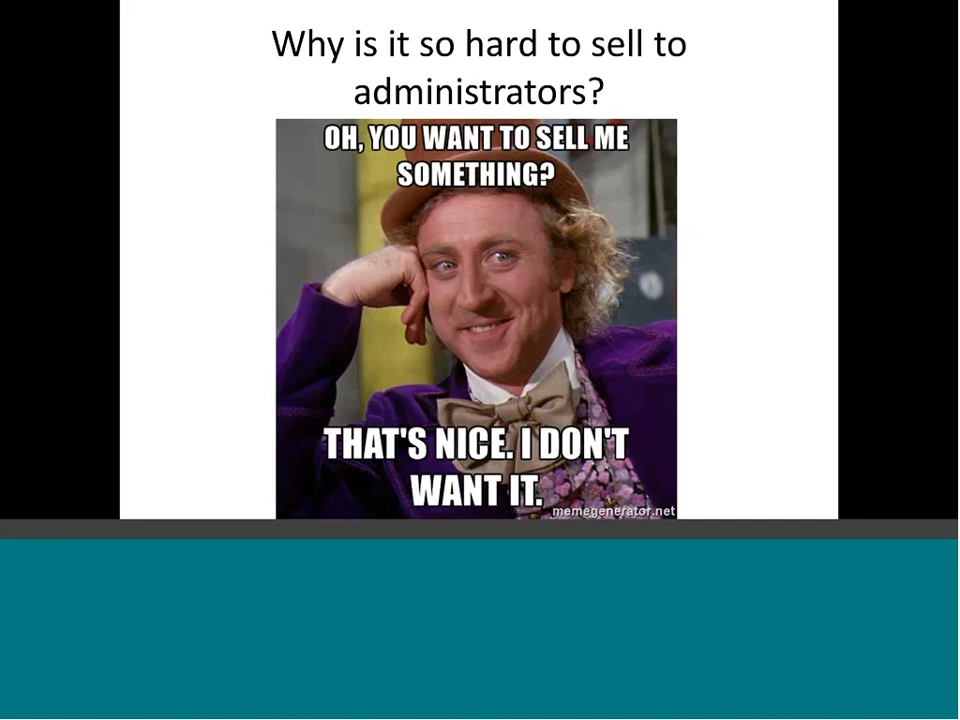 Why is it so hard to sell to
administrators?
OH, YOU WANT TO SELL ME
SOMETHING?
THAT'S NICE. I DON'T
WANT IT.
memegenerator.net